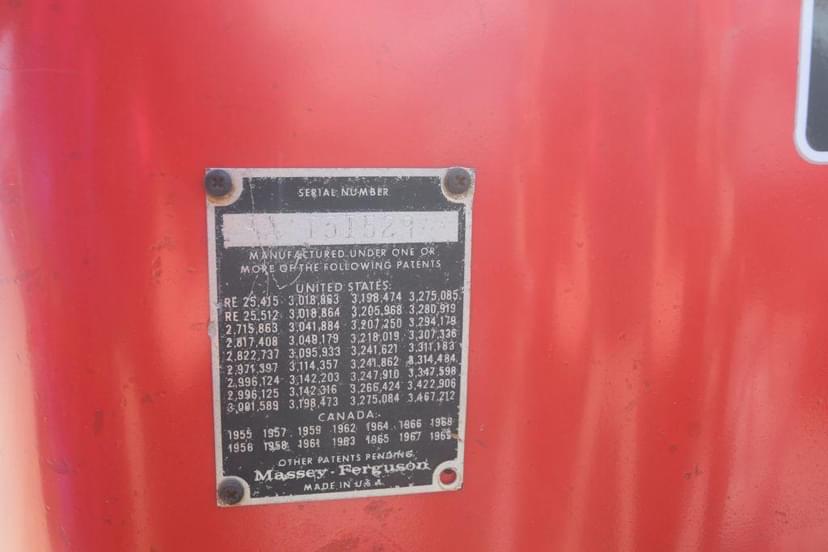 SERIAL NUMBER
MANUFACTURED UNDER ONE OR
MORE OF THE FOLLOWING PATENTS
UNITED STATES:
RE 25,415 3,018,863 3,198,474 3,275,085
RE 25,512 3,018,864 3,205,968 3,280,919
2,715,863 3,041,884 3,207,250 3,294,178
2,817,408 3,048,179 3,218,019 3,307,336
2,822,737 3,095,933 3,241,621 3,311,183
2,971,397 3,114,357 3,241,862 3,314,484
2,996,124 3,142,203 3,247,910 3,347,598
2,996,125 3,142,316 3,266,424 3,422,906
3,001,589 3,198,473 3,275,084 3,467,212
CANADA:
1955 1957 1959 1962 1964 1966 1968
1956 1958 1961 1963 1965 1967 1969
OTHER PATENTS PENDING
Massey-Ferguson
MADE IN U.S.A.